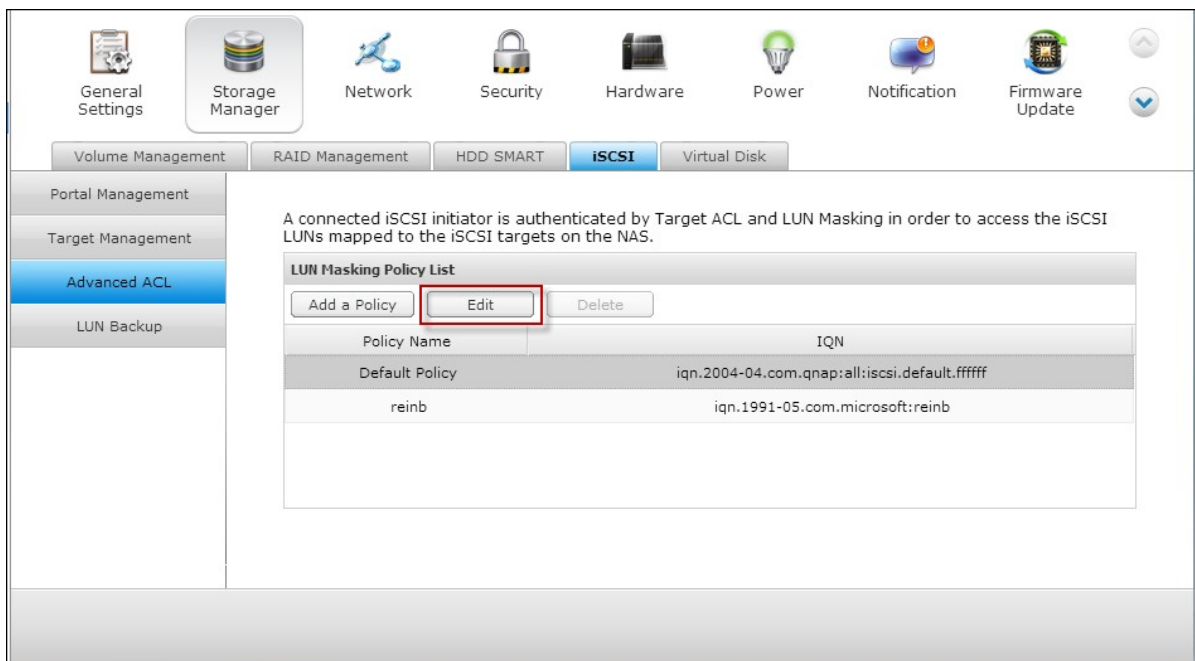 General Settings
Storage Manager
Network
Security
Hardware
Power
Notification
Firmware Update
Volume Management
RAID Management
HDD SMART
iSCSI
Virtual Disk
Portal Management
Target Management
Advanced ACL
LUN Backup
A connected iSCSI initiator is authenticated by Target ACL and LUN Masking in order to access the iSCSI
LUNs mapped to the iSCSI targets on the NAS.
LUN Masking Policy List
Add a Policy
Edit
Delete
Policy Name
IQN
Default Policy
iqn.2004-04.com.qnap:all:iscsi.default.ffffff
reinb
iqn.1991-05.com.microsoft:reinb